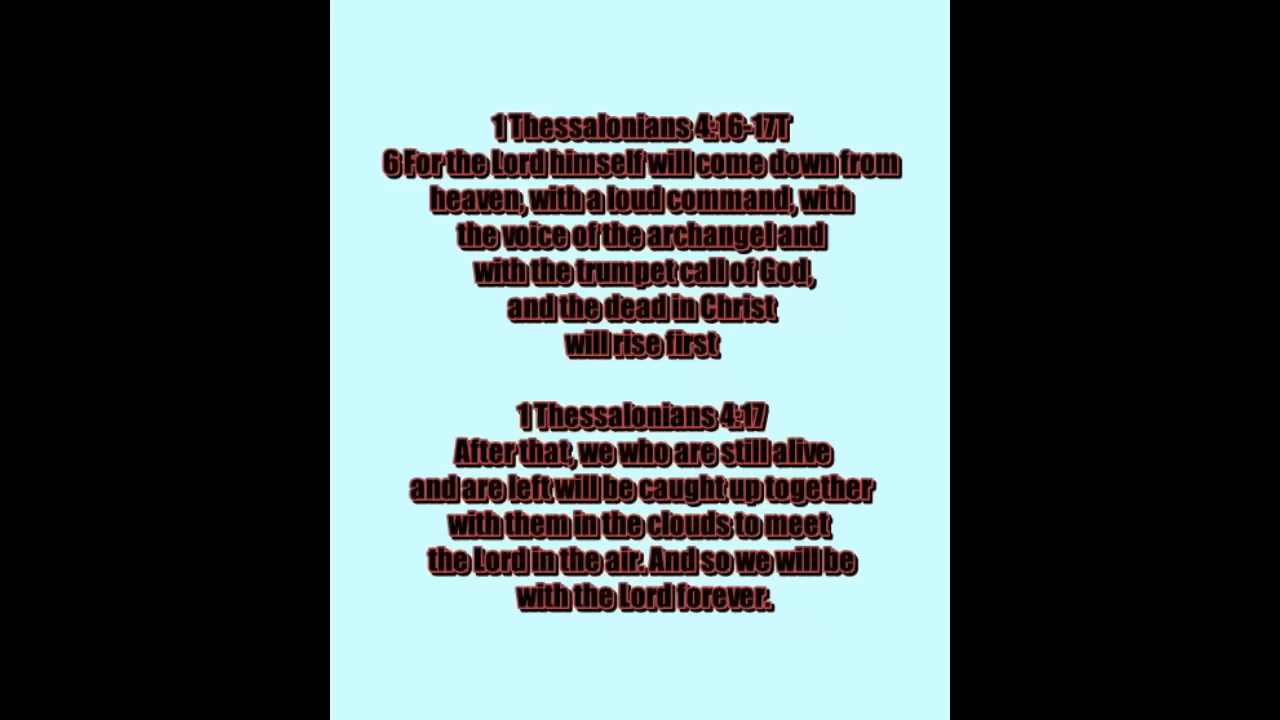 1 Thessalonians 4:16-17T
6 For the Lord himself will come down from
heaven, with a loud command, with
the voice of the archangel and
with the trumpet call of God,
and the dead in Christ
will rise first
1 Thessalonians 4:17
After that, we who are still alive
and are left will be caught up together
with them in the clouds to meet
the Lord in the air. And so we will be
with the Lord forever.